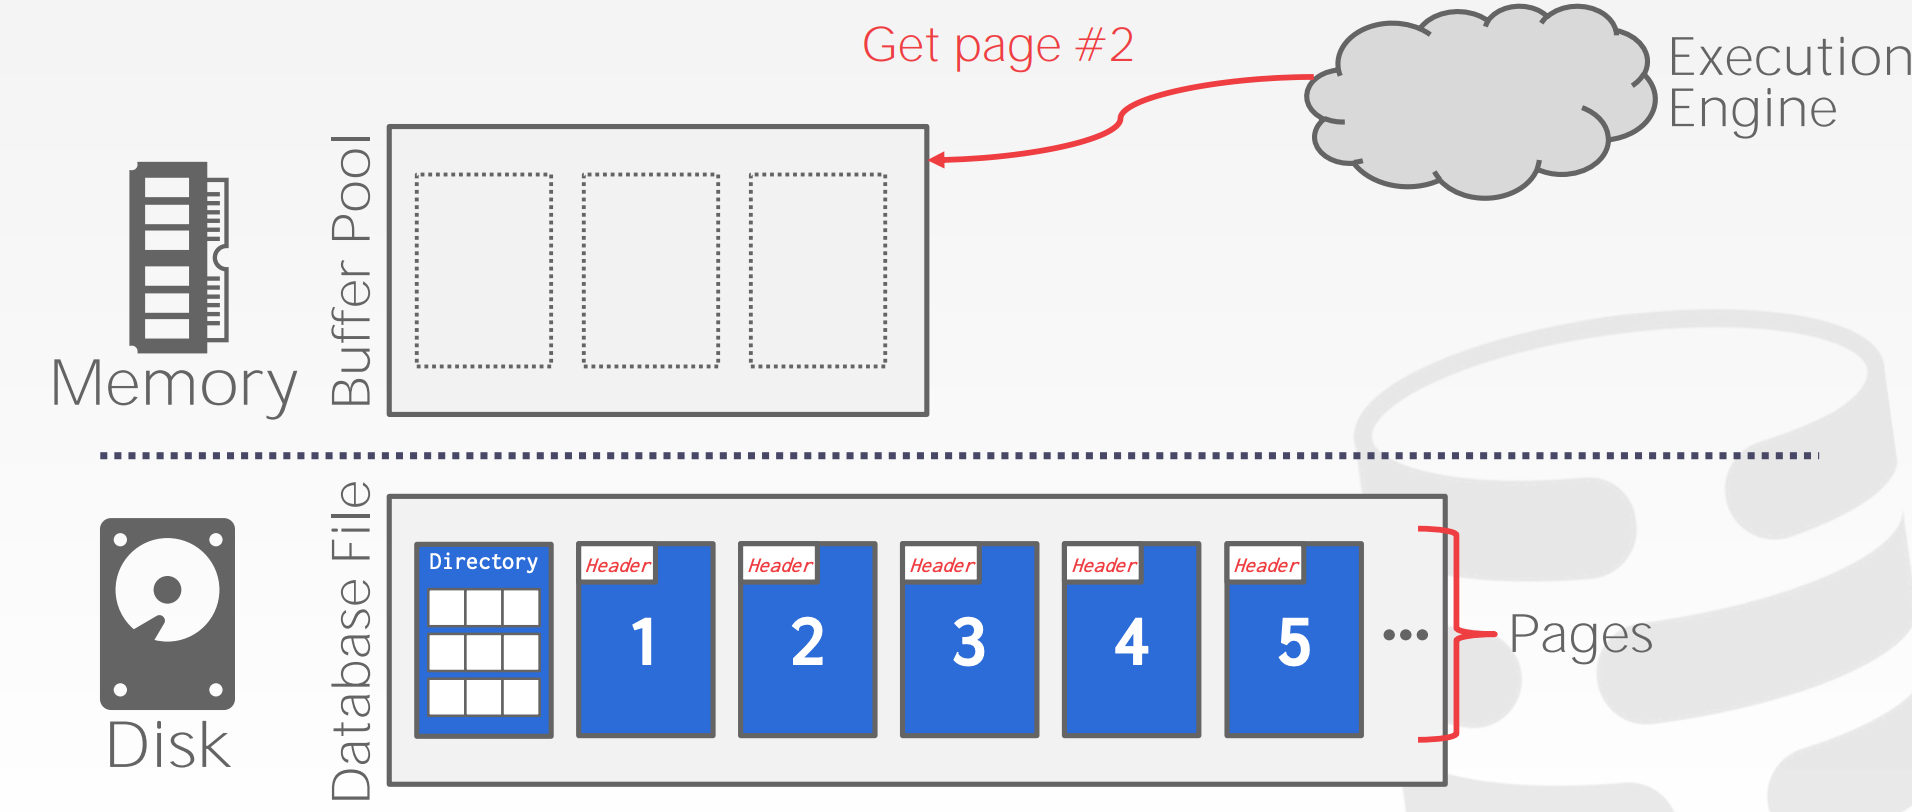 Get page #2
Execution
Engine
Buffer Pool
Memory
Database File
Directory
Header
1
Header
2
Header
3
Header
4
Header
5
...
Pages
Disk